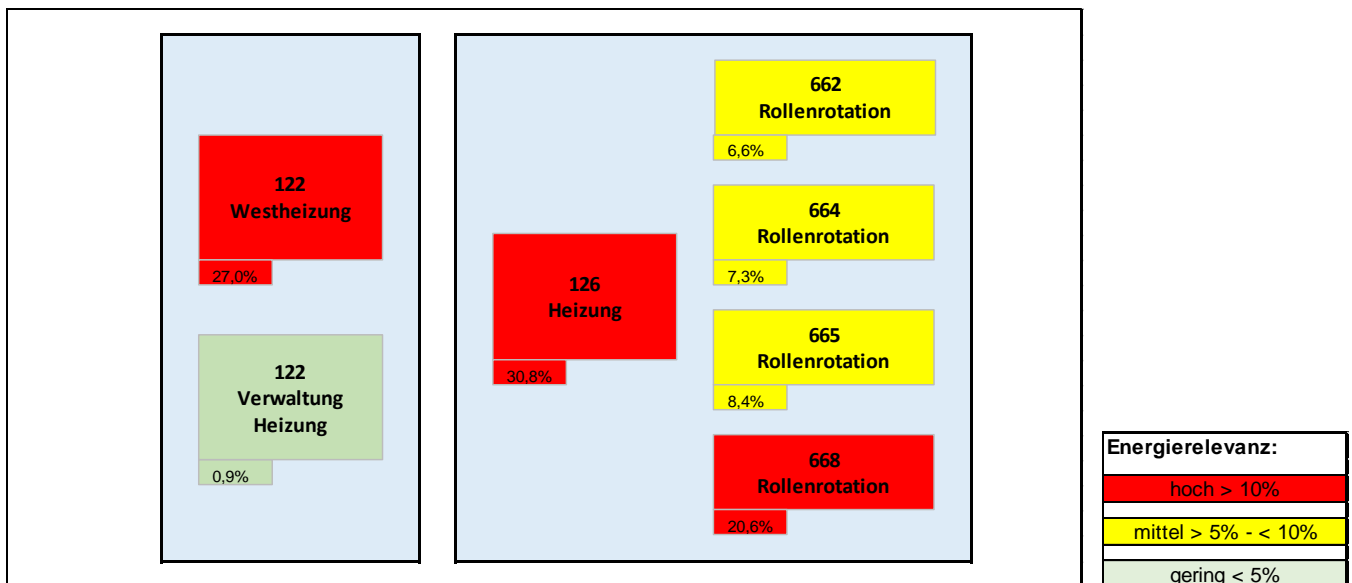 122
Westheizung
27,0%
122
Verwaltung
Heizung
0,9%
126
Heizung
30,8%
662
Rollenrotation
6,6%
664
Rollenrotation
7,3%
665
Rollenrotation
8,4%
668
Rollenrotation
20,6%
Energierelevanz:
hoch > 10%
mittel > 5% - < 10%
gering < 5%